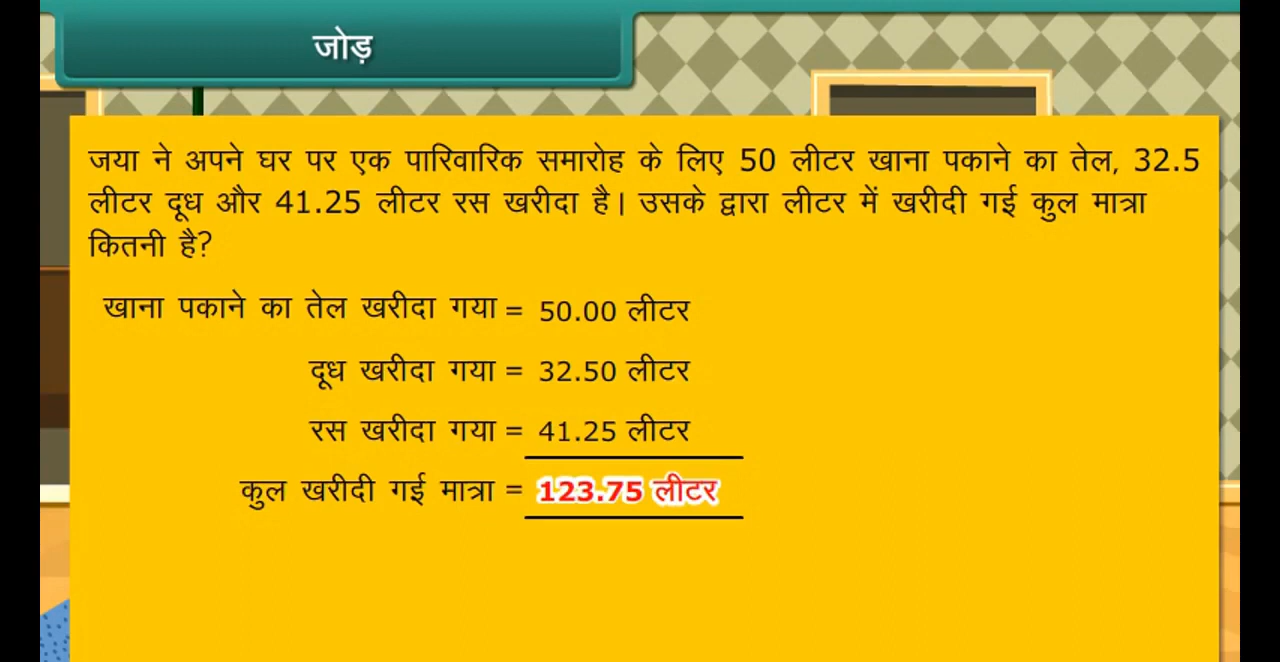 जोड़
जया ने अपने घर पर एक पारिवारिक समारोह के लिए 50 लीटर खाना पकाने का तेल, 32.5
लीटर दूध और 41.25 लीटर रस खरीदा है। उसके द्वारा लीटर में खरीदी गई कुल मात्रा
कितनी है?
खाना पकाने का तेल खरीदा गया = 50.00 लीटर
दूध खरीदा गया = 32.50 लीटर
रस खरीदा गया = 41.25 लीटर
कुल खरीदी गई मात्रा = 123.75 लीटर